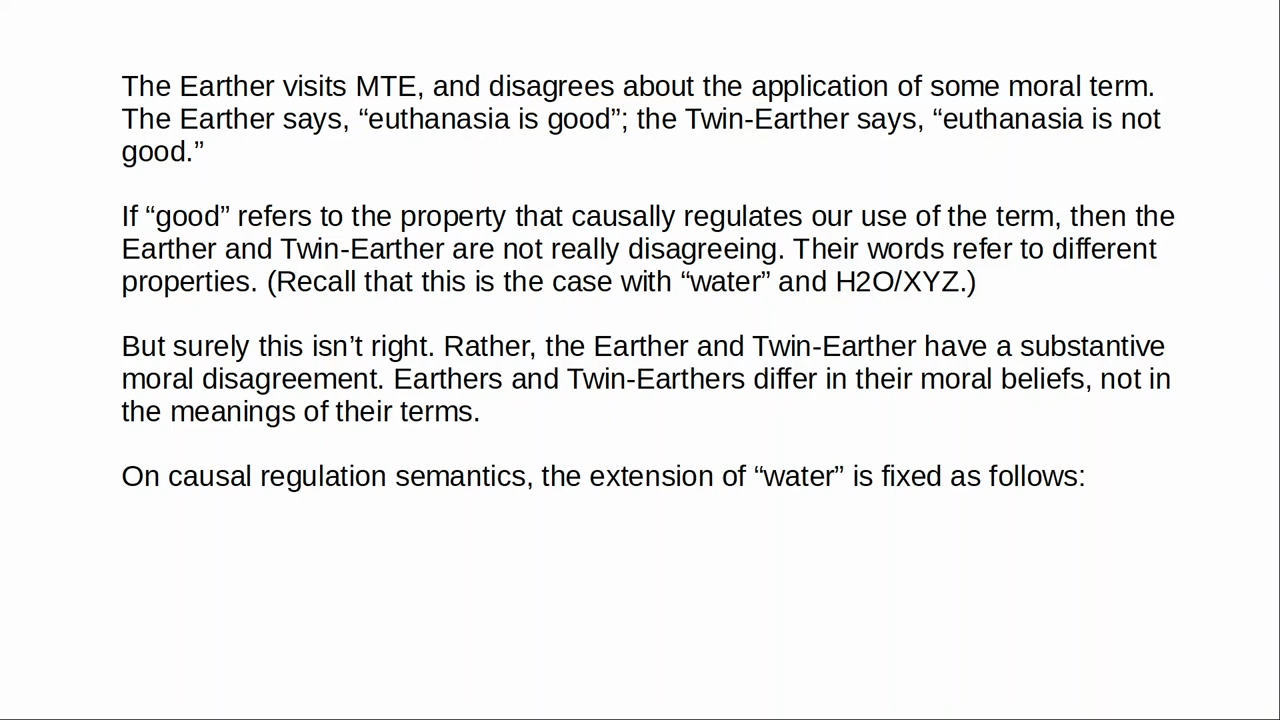 The Earther visits MTE, and disagrees about the application of some moral term.
The Earther says, “euthanasia is good”; the Twin-Earther says, “euthanasia is not
good.”
If “good” refers to the property that causally regulates our use of the term, then the
Earther and Twin-Earther are not really disagreeing. Their words refer to different
properties. (Recall that this is the case with “water” and H2O/XYZ.)
But surely this isn’t right. Rather, the Earther and Twin-Earther have a substantive
moral disagreement. Earthers and Twin-Earthers differ in their moral beliefs, not in
the meanings of their terms.
On causal regulation semantics, the extension of “water” is fixed as follows: